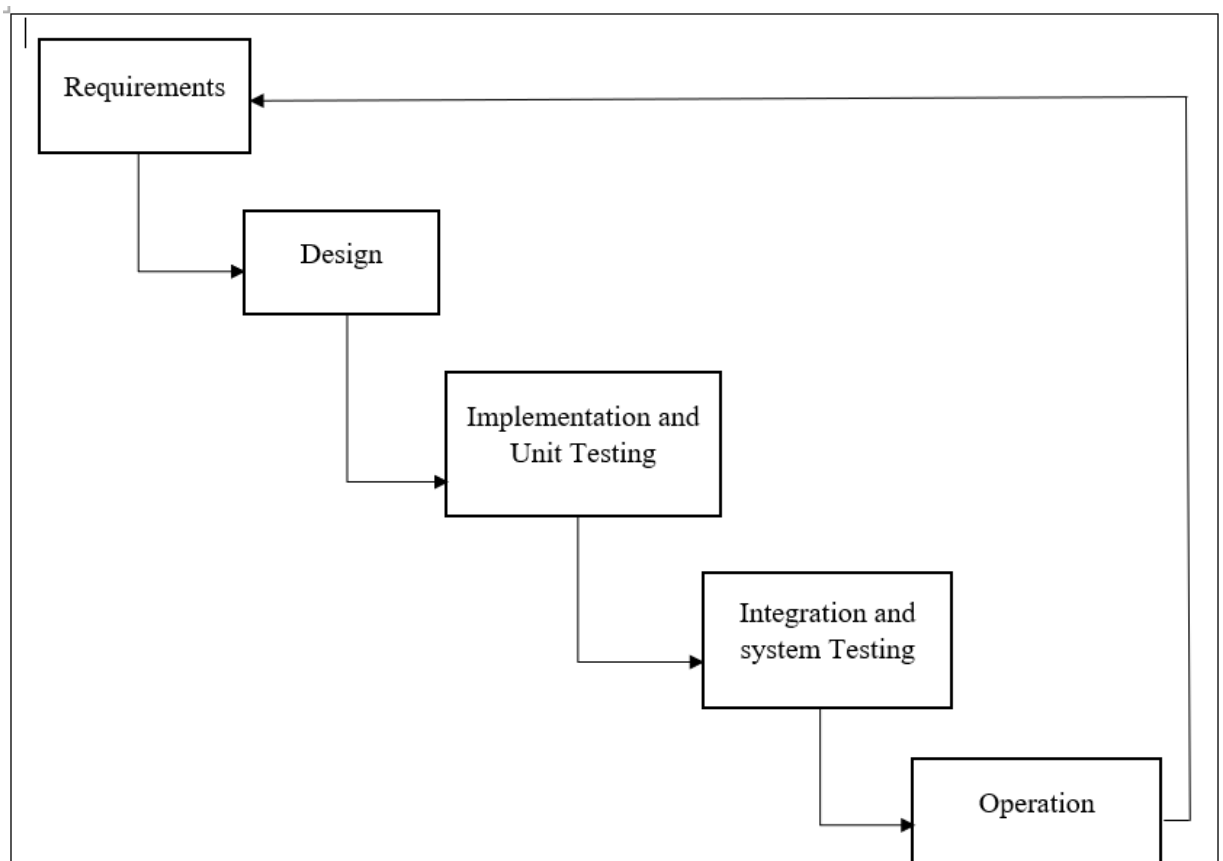 Requirements
Design
Implementation and
Unit Testing
Integration and
system Testing
Operation